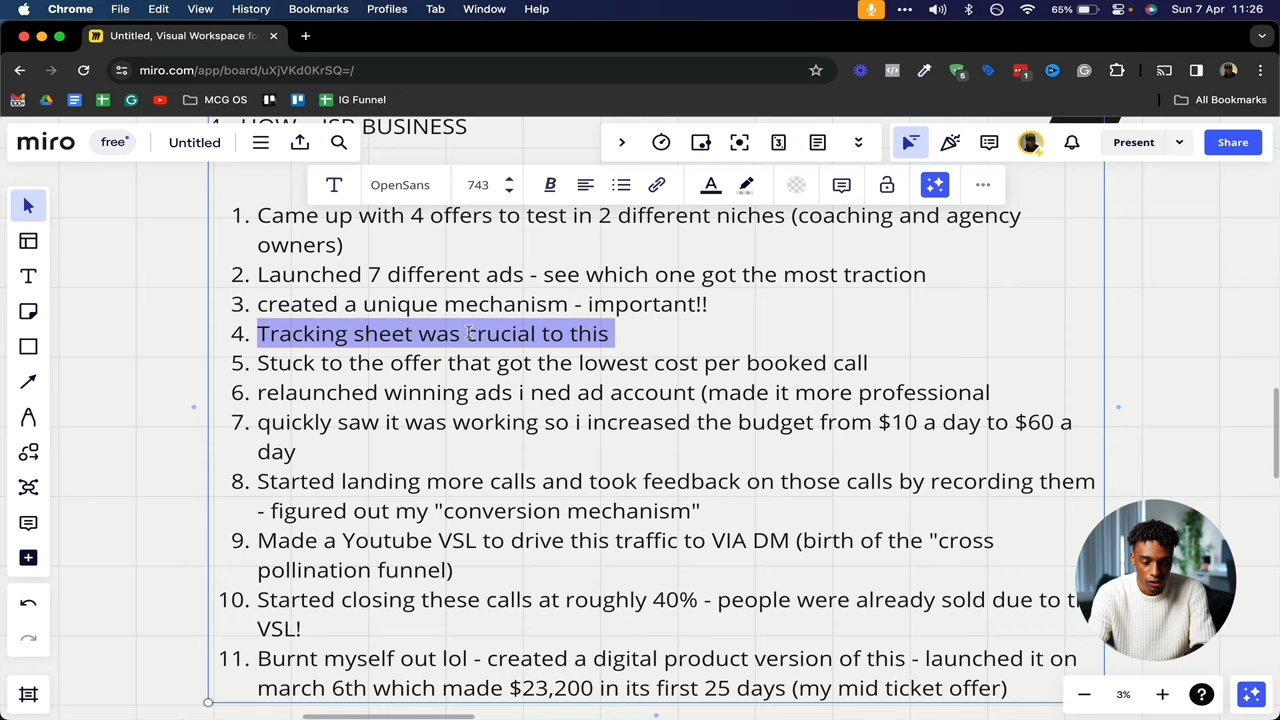 Chrome File Edit View History Bookmarks Profiles Tab Window Help 65% Sun 7 Apr 11:26
Untitled, Visual Workspace fo
miro.com/app/board/uXjVKd0KrSQ=/
5
1
MCG OS IG Funnel All Bookmarks
BUSINESS
miro free Untitled 3 Present Share
OpenSans 743 B A
1. Came up with 4 offers to test in 2 different niches (coaching and agency
owners)
2. Launched 7 different ads - see which one got the most traction
3. created a unique mechanism - important!!
4. Tracking sheet was crucial to this
5. Stuck to the offer that got the lowest cost per booked call
6. relaunched winning ads i ned ad account (made it more professional
7. quickly saw it was working so i increased the budget from $10 a day to $60 a
day
8. Started landing more calls and took feedback on those calls by recording them
- figured out my "conversion mechanism"
9. Made a Youtube VSL to drive this traffic to VIA DM (birth of the "cross
pollination funnel)
10. Started closing these calls at roughly 40% - people were already sold due to
VSL!
11. Burnt myself out lol - created a digital product version of this - launched it on
march 6th which made $23,200 in its first 25 days (my mid ticket offer)
3%